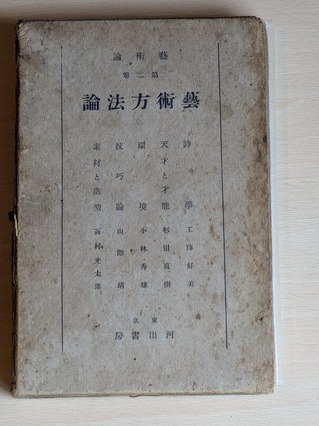 藝術論
第二卷
藝術方法論
詩學 工藤好美
天才と才能 杉田直樹
環境 小林秀雄
技巧論 山際靖
素材と造型 高村光太郎
東京
河出書房